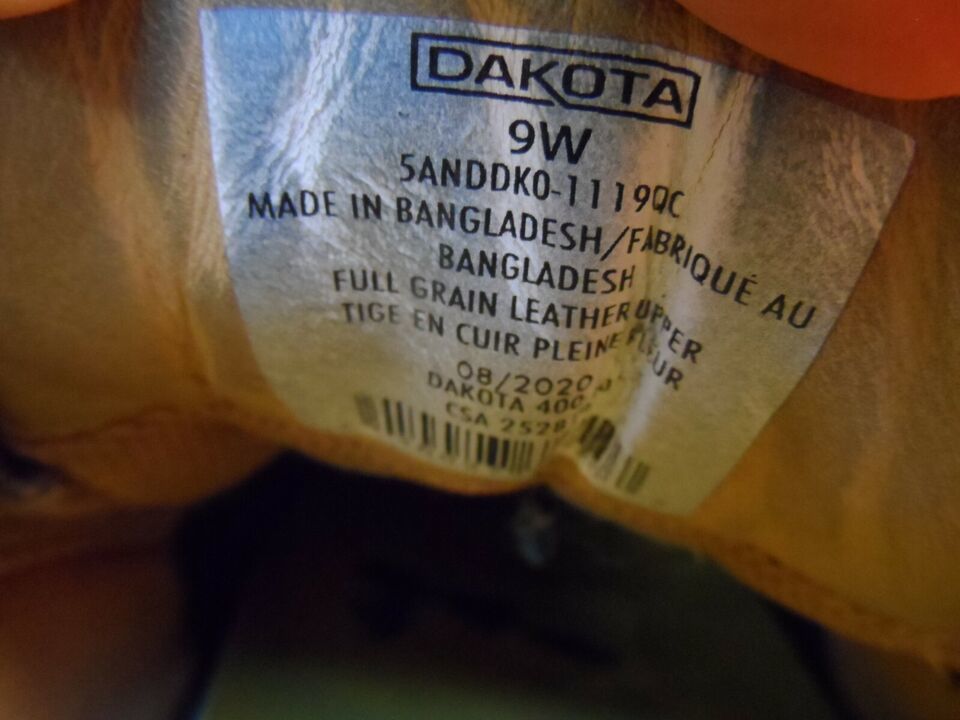 DAKOTA
9W
5ANDDK0-1119QC
MADE IN BANGLADESH/FABRIQUÉ AU
BANGLADESH
FULL GRAIN LEATHER UPPER
TIGE EN CUIR PLEINE FLEUR
08/2020
DAKOTA
CSA 2528